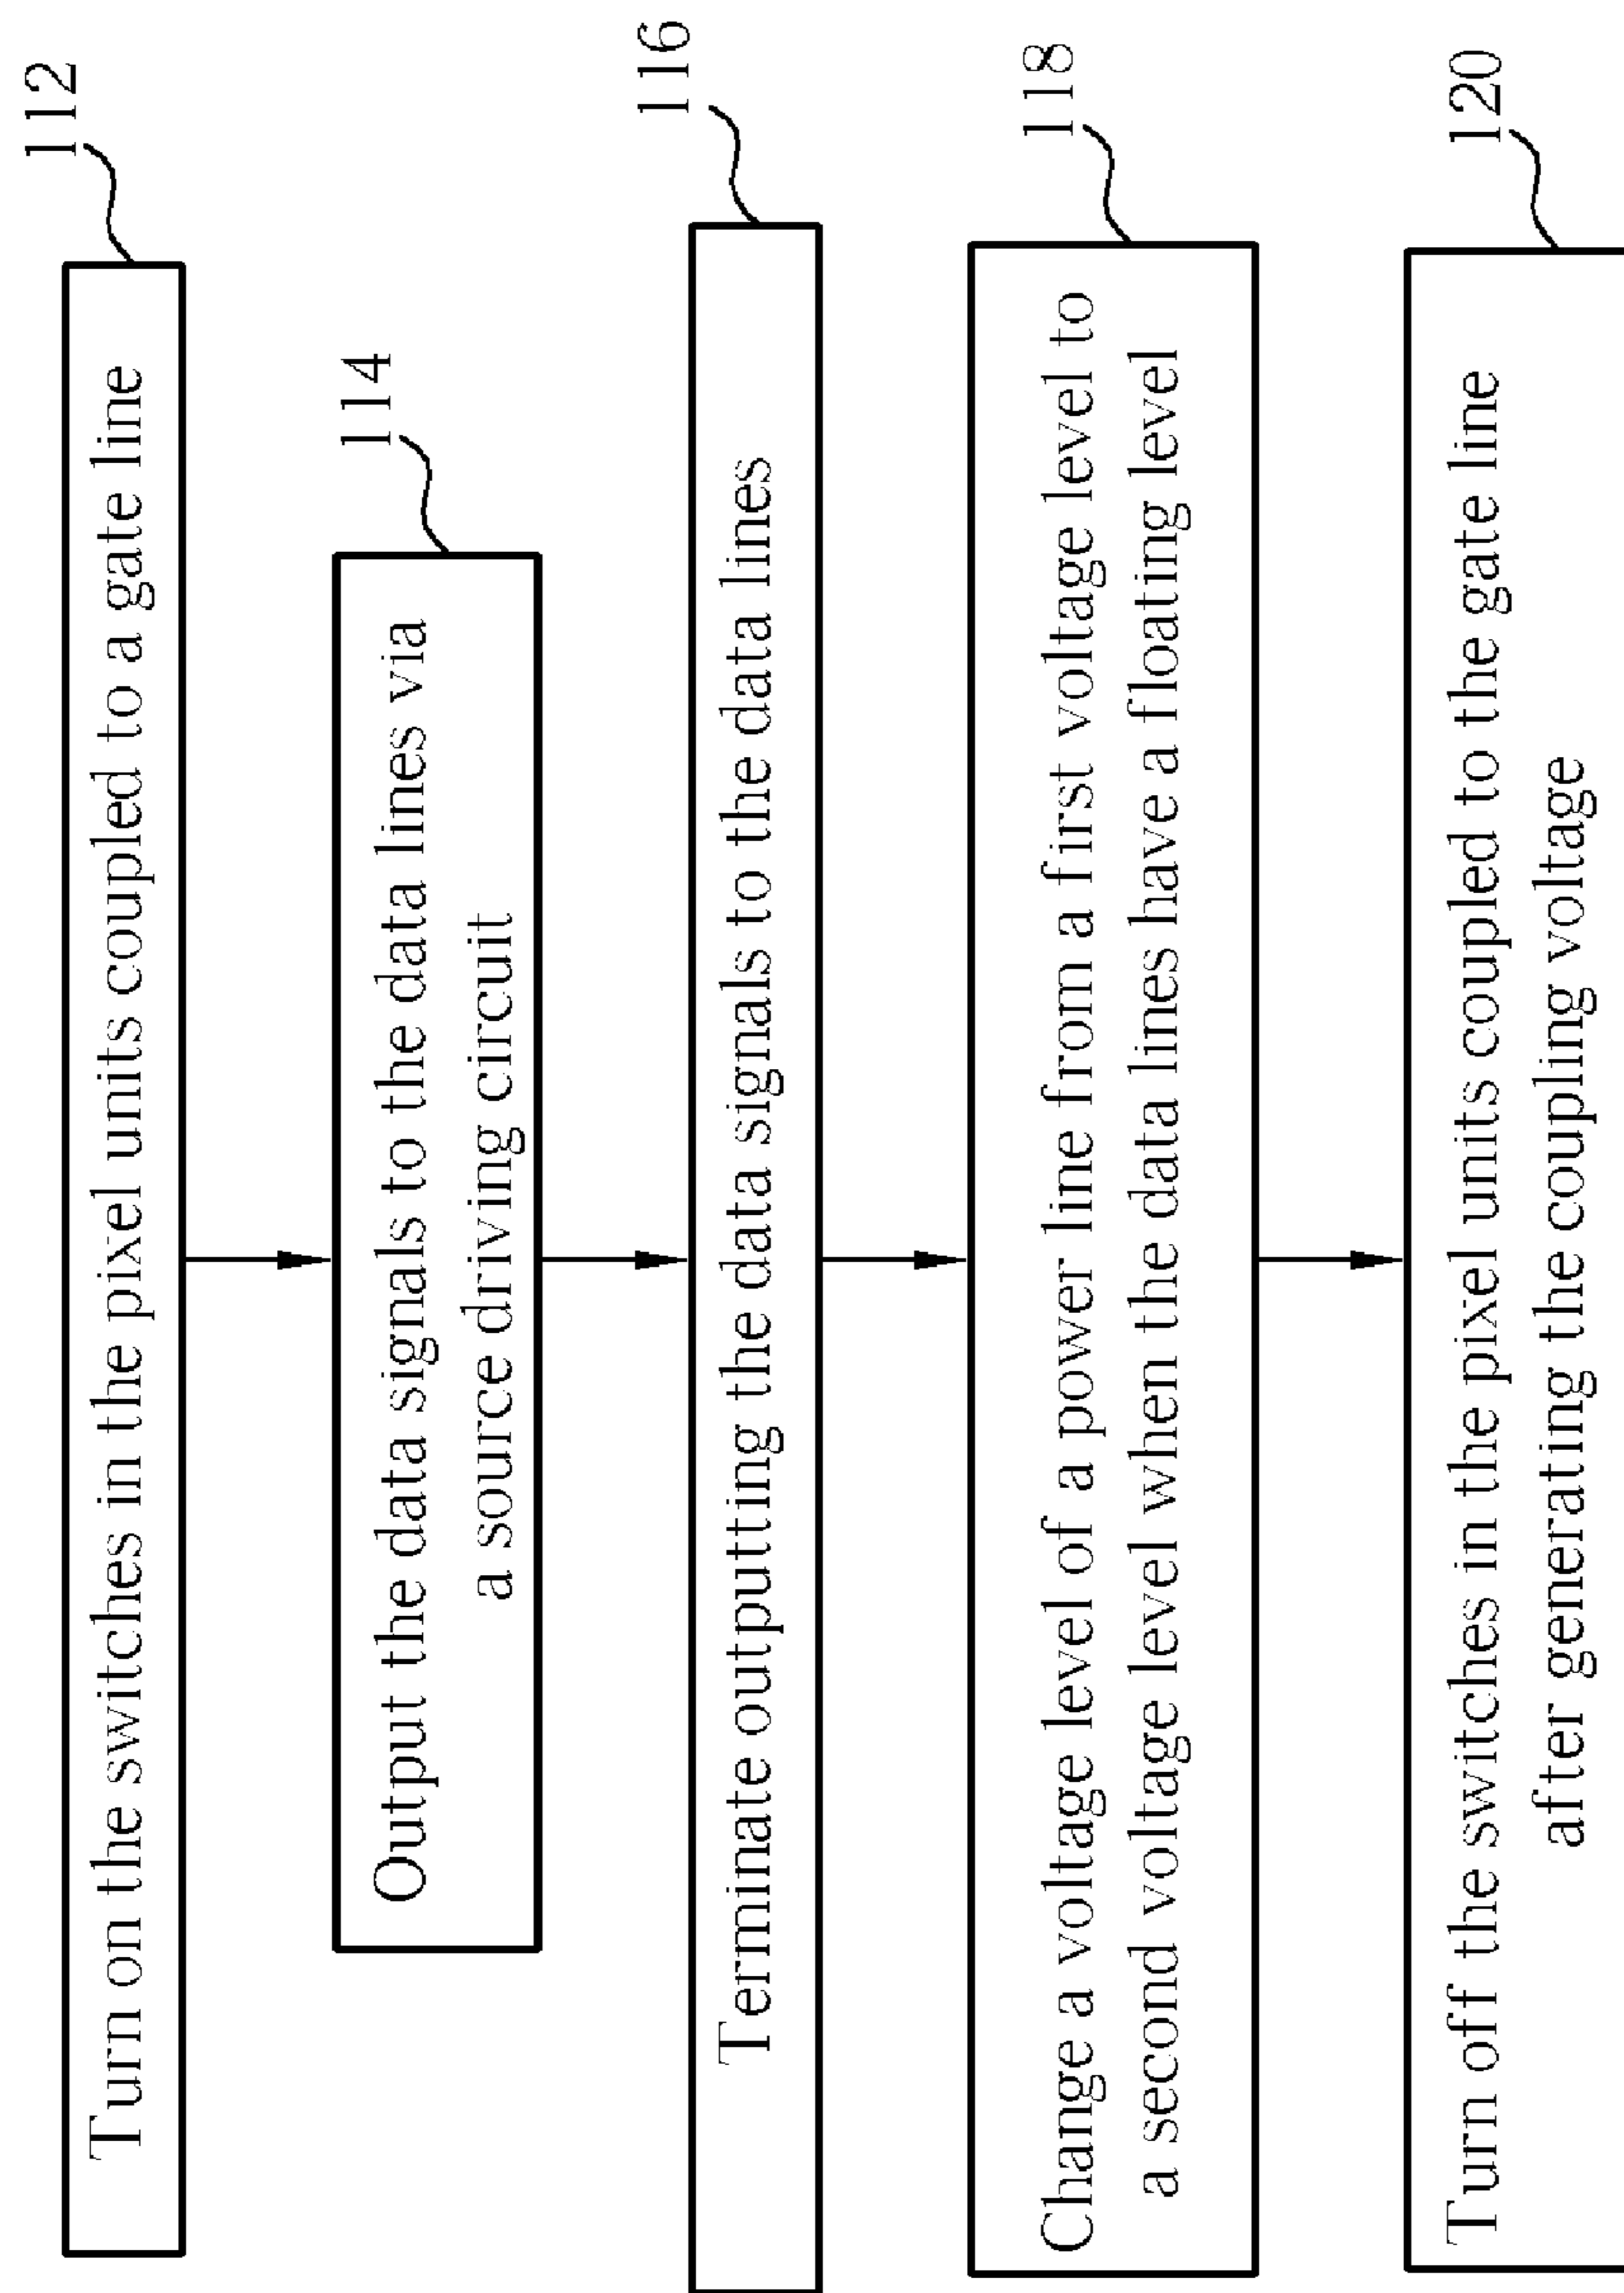 112
Turn on the switches in the pixel units coupled to a gate line
114
Output the data signals to the data lines via
a source driving circuit
116
Terminate outputting the data signals to the data lines
118
Change a voltage level of a power line from a first voltage level to
a second voltage level when the data lines have a floating level
120
Turn off the switches in the pixel units coupled to the gate line
after generating the coupling voltage